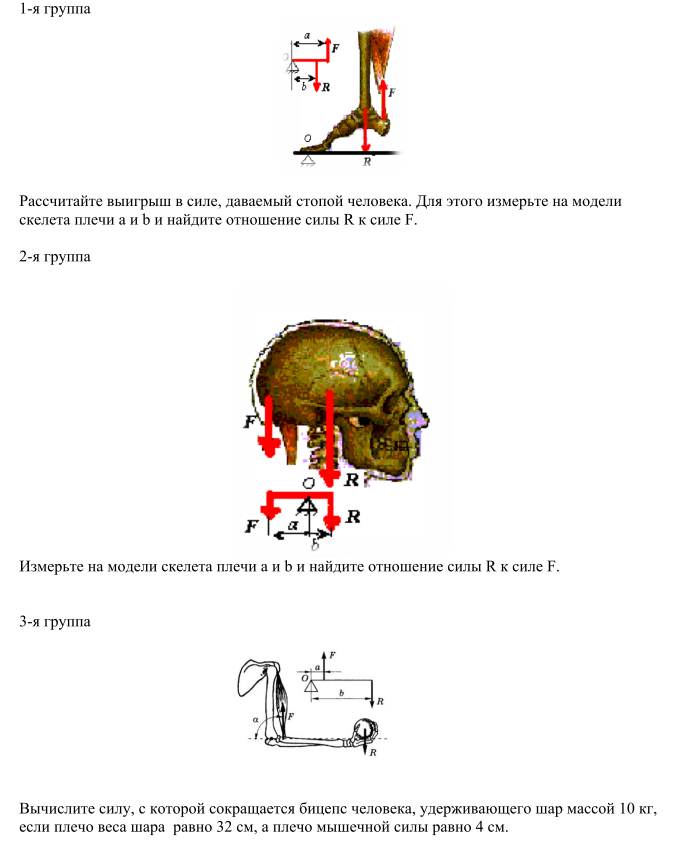 1-я группа
a
F
O
b
R
F
O
R
Рассчитайте выигрыш в силе, даваемый стопой человека. Для этого измерьте на модели
скелета плечи a и b и найдите отношение силы R к силе F.
2-я группа
F
R
O
F
a
R
b
Измерьте на модели скелета плечи a и b и найдите отношение силы R к силе F.
3-я группа
F
a
O
b
R
α
F
R
Вычислите силу, с которой сокращается бицепс человека, удерживающего шар массой 10 кг,
если плечо веса шара равно 32 см, а плечо мышечной силы равно 4 см.